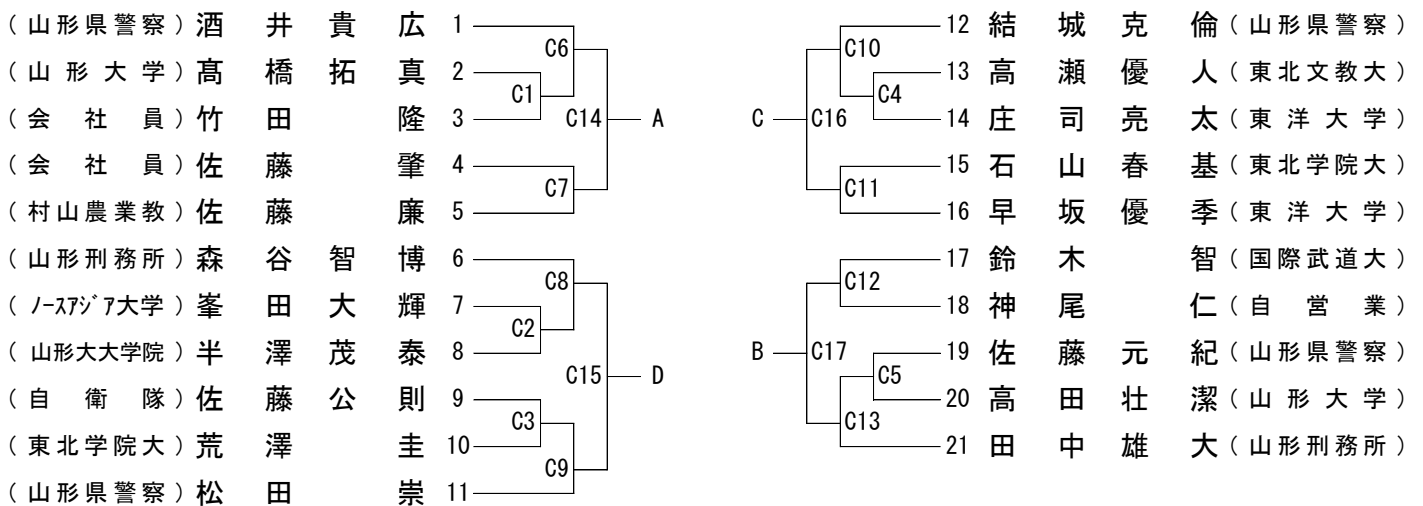 (山形県警察) 酒井貴広 1
(山形大学) 髙橋拓真 2
(会社員) 竹田隆 3
(会社員) 佐藤肇 4
(村山農業教) 佐藤廉 5
(山形刑務所) 森谷智博 6
(ノースアジア大学) 峯田大輝 7
(山形大大学院) 半澤茂泰 8
(自衛隊) 佐藤公則 9
(東北学院大) 荒澤圭 10
(山形県警察) 松田崇 11
C6
C1
C14
A
C7
C8
C2
C15
D
C3
C9
12 結城克倫 (山形県警察)
13 高瀬優人 (東北文教大)
14 庄司亮太 (東洋大学)
15 石山春基 (東北学院大)
16 早坂優季 (東洋大学)
17 鈴木智 (国際武道大)
18 神尾仁 (自営業)
19 佐藤元紀 (山形県警察)
20 高田壮潔 (山形大学)
21 田中雄大 (山形刑務所)
C10
C4
C
C16
C11
C12
B
C17
C5
C13